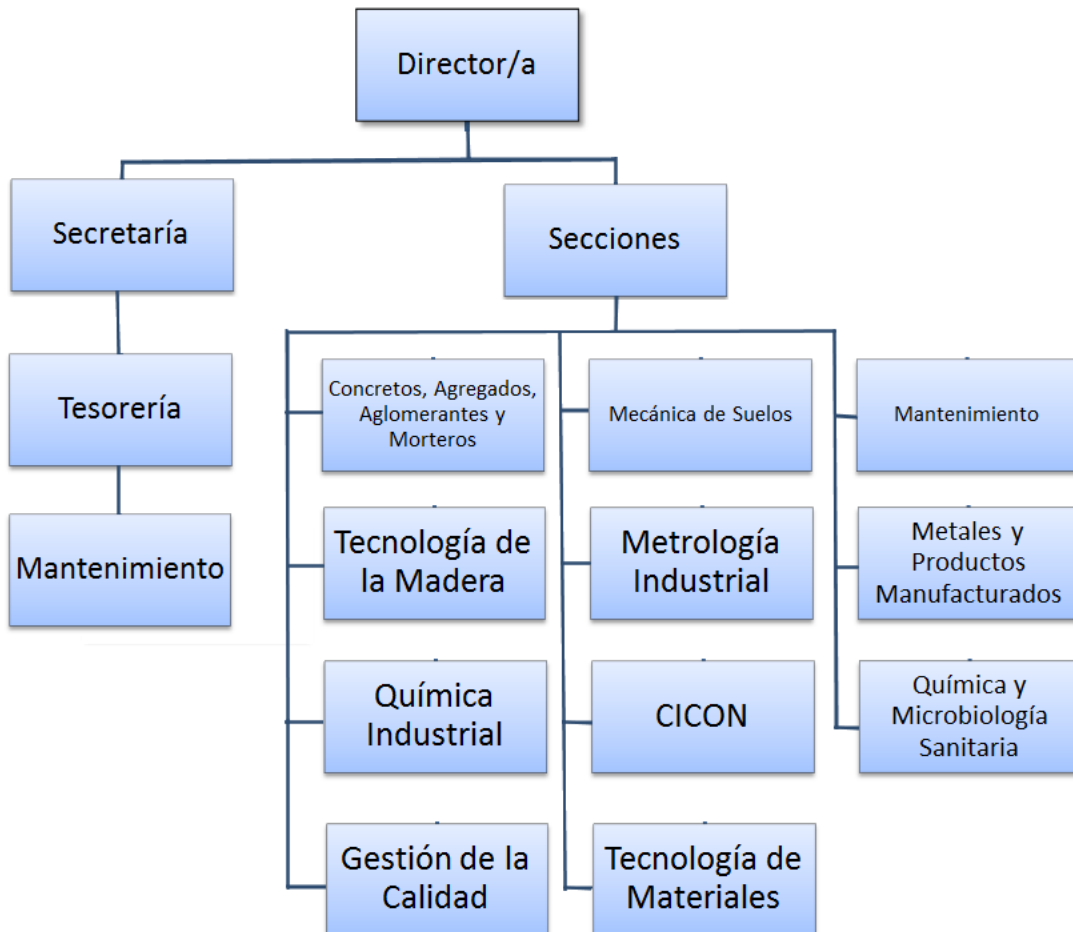 Director/a
Secretaría
Secciones
Tesorería
Mantenimiento
Concretos, Agregados,
Aglomerantes y
Morteros
Mecánica de Suelos
Mantenimiento
Tecnología de
la Madera
Metrología
Industrial
Metales y
Productos
Manufacturados
Química
Industrial
CICON
Química y
Microbiología
Sanitaria
Gestión de la
Calidad
Tecnología de
Materiales